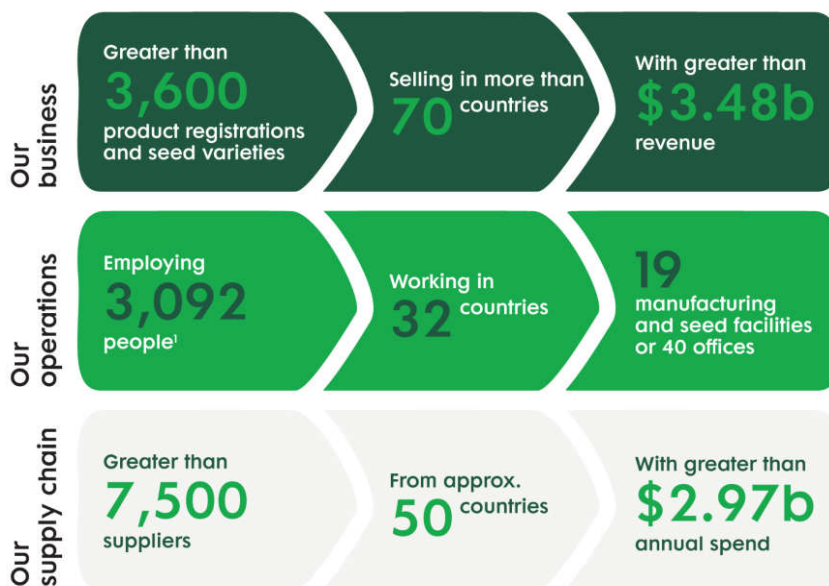 Our
business
Greater than
3,600
product registrations
and seed varieties
Selling in more than
70 countries
With greater than
$3.48b
revenue
Our
operations
Employing
3,092
people¹
Working in
32 countries
19
manufacturing
and seed facilities
or 40 offices
Our
supply chain
Greater than
7,500
suppliers
From approx.
50 countries
With greater than
$2.97b
annual spend